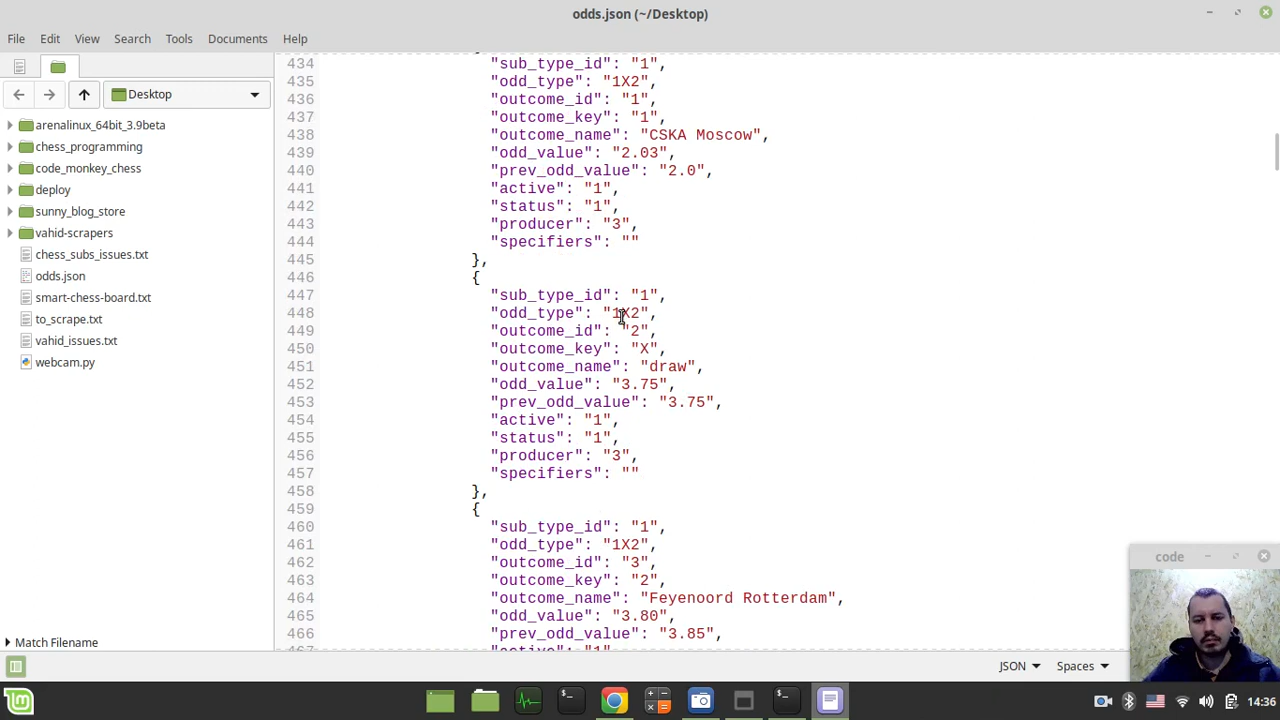 odds.json (~/Desktop)
File Edit View Search Tools Documents Help
Desktop
arenalinux_64bit_3.9beta
chess_programming
code_monkey_chess
deploy
sunny_blog_store
vahid-scrapers
chess_subs_issues.txt
odds.json
smart-chess-board.txt
to_scrape.txt
vahid_issues.txt
webcam.py
Match Filename
434 "sub_type_id": "1",
435 "odd_type": "1X2",
436 "outcome_id": "1",
437 "outcome_key": "1",
438 "outcome_name": "CSKA Moscow",
439 "odd_value": "2.03",
440 "prev_odd_value": "2.0",
441 "active": "1",
442 "status": "1",
443 "producer": "3",
444 "specifiers": ""
445 },
446 {
447 "sub_type_id": "1",
448 "odd_type": "1X2",
449 "outcome_id": "2",
450 "outcome_key": "X",
451 "outcome_name": "draw",
452 "odd_value": "3.75",
453 "prev_odd_value": "3.75",
454 "active": "1",
455 "status": "1",
456 "producer": "3",
457 "specifiers": ""
458 },
459 {
460 "sub_type_id": "1",
461 "odd_type": "1X2",
462 "outcome_id": "3",
463 "outcome_key": "2",
464 "outcome_name": "Feyenoord Rotterdam",
465 "odd_value": "3.80",
466 "prev_odd_value": "3.85",
467 "active": "1"
code
JSON Spaces
14:36